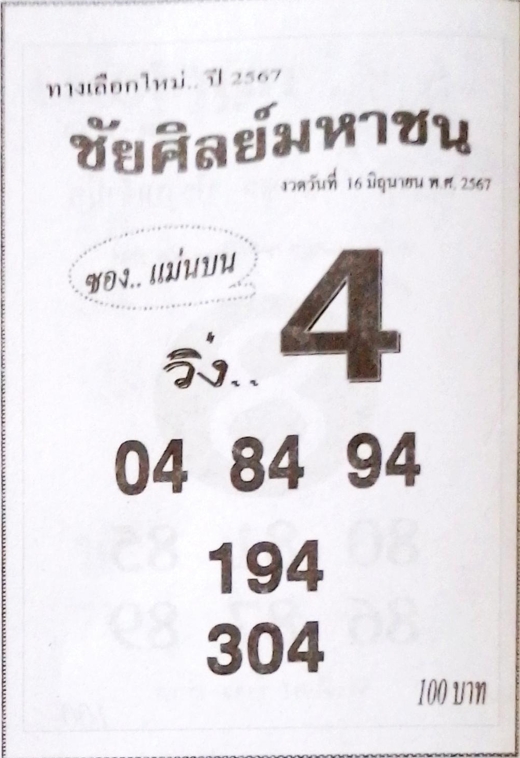 ทางเลือกใหม่.. ปี 2567
ชัยศิลย์มหาชน
งวดวันที่ 16 มิถุนายน พ.ศ. 2567
ซอง.. แม่นบน
วิ่ง.. 4
04 84 94
194
304
100 บาท